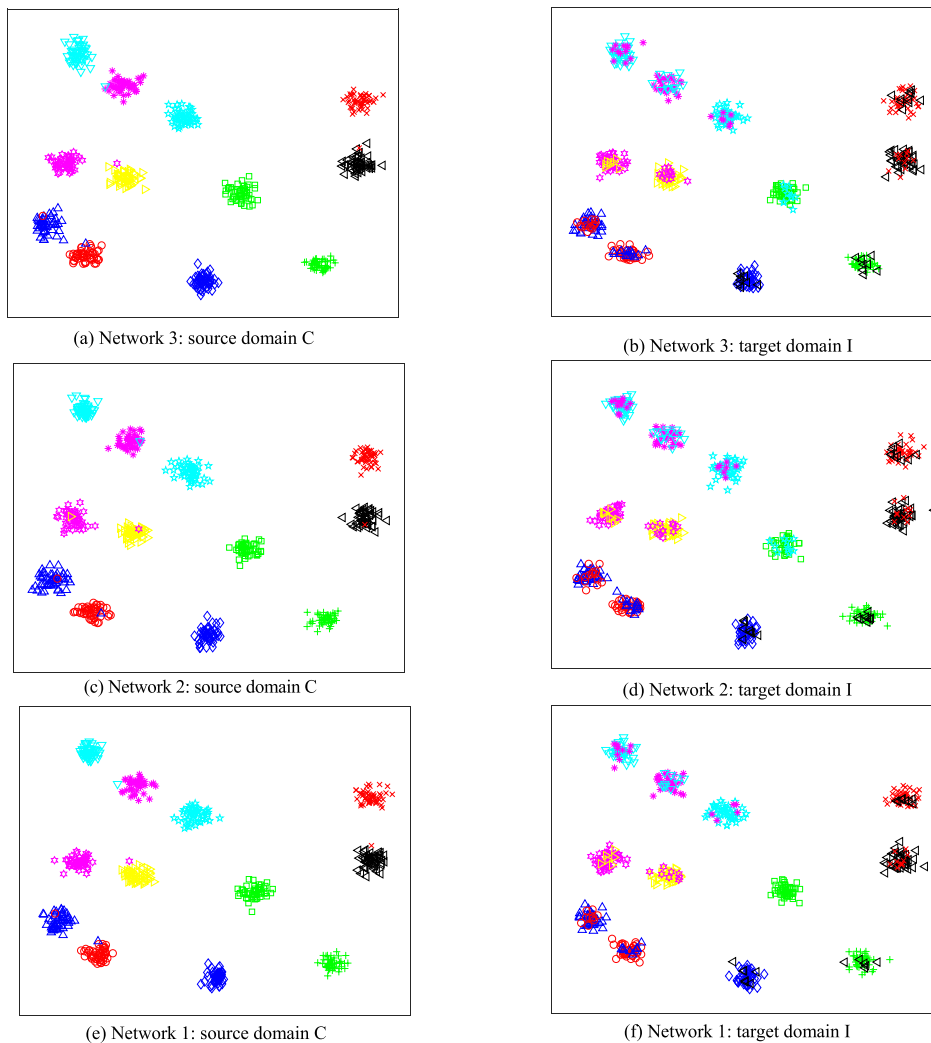 (a) Network 3: source domain C
(b) Network 3: target domain I
(c) Network 2: source domain C
(d) Network 2: target domain I
(e) Network 1: source domain C
(f) Network 1: target domain I